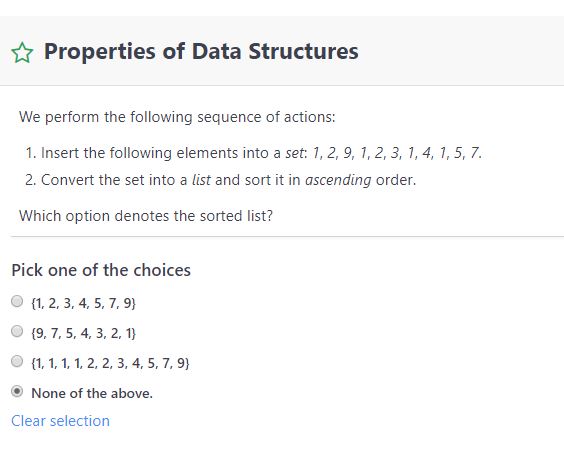 Properties of Data Structures
We perform the following sequence of actions:
1. Insert the following elements into a set: 1, 2, 9, 1, 2, 3, 1, 4, 1, 5, 7.
2. Convert the set into a list and sort it in ascending order.
Which option denotes the sorted list?
Pick one of the choices
{1, 2, 3, 4, 5, 7, 9}
{9, 7, 5, 4, 3, 2, 1}
{1, 1, 1, 1, 2, 2, 3, 4, 5, 7, 9}
None of the above.
Clear selection